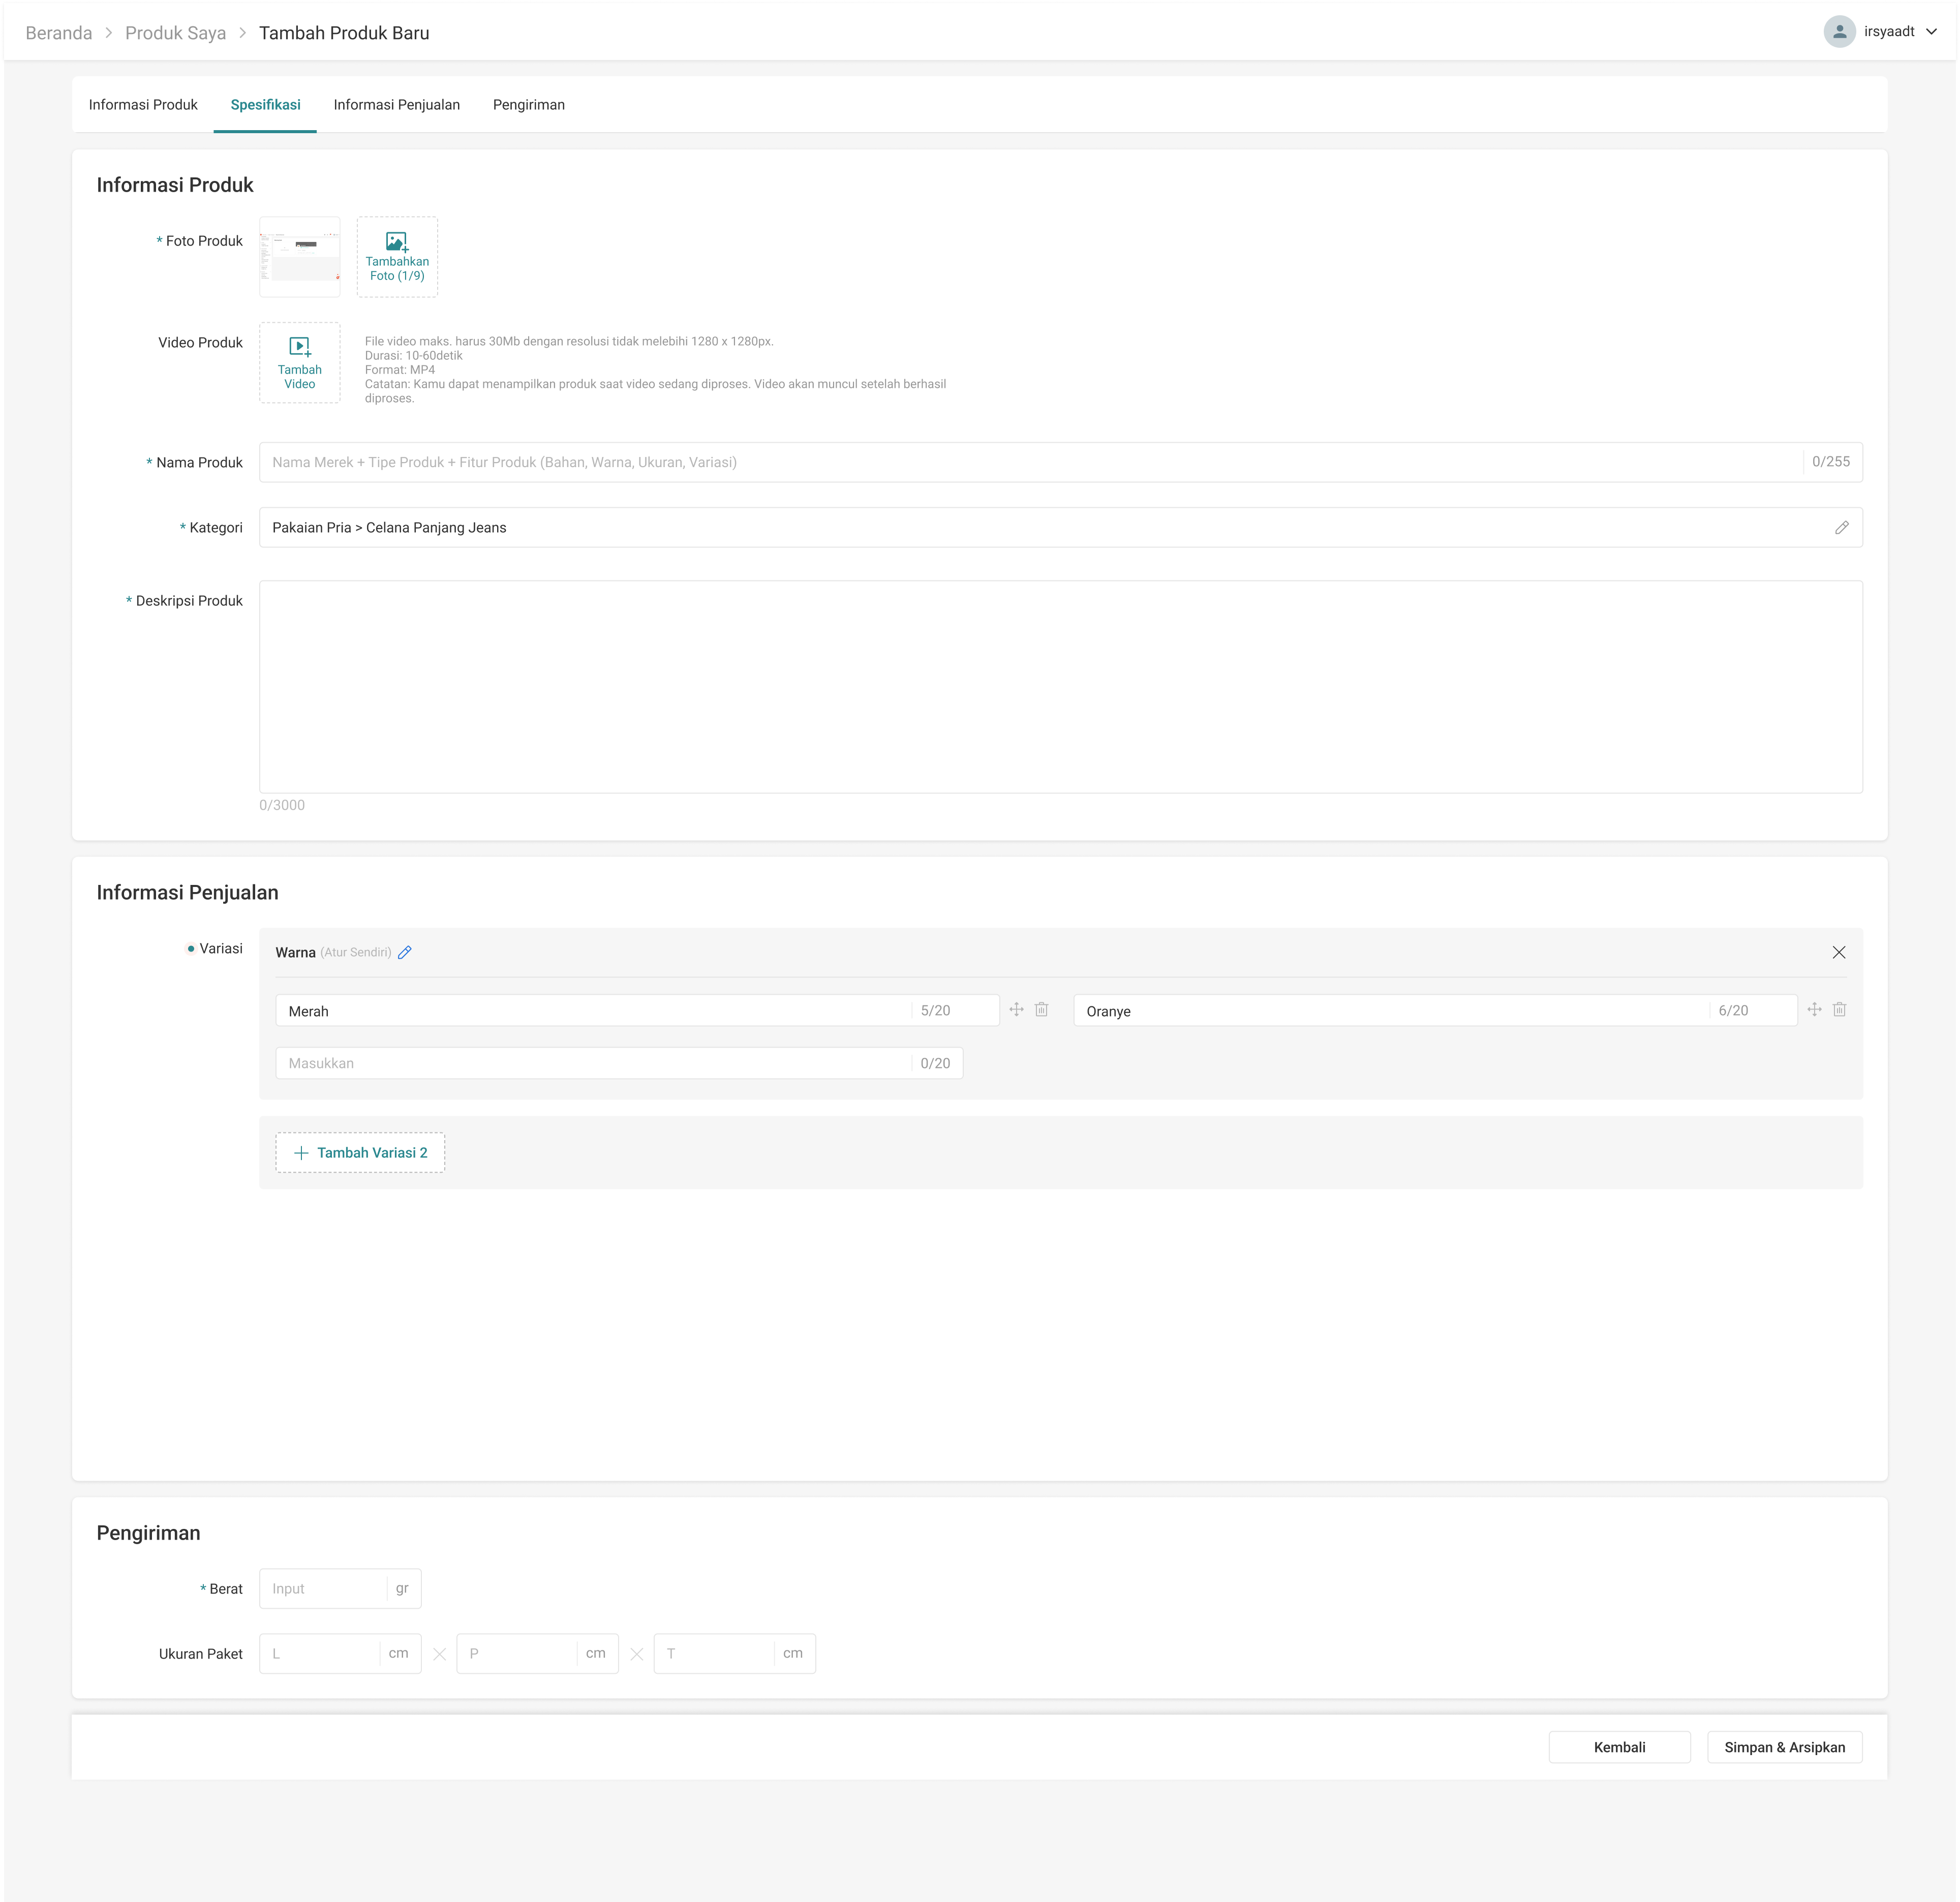 Beranda > Produk Saya > Tambah Produk Baru
irsyaadt
Informasi Produk Spesifikasi Informasi Penjualan Pengiriman
Informasi Produk
* Foto Produk
Tambahkan
Foto (1/9)
Video Produk
Tambah
Video
File video maks. harus 30Mb dengan resolusi tidak melebihi 1280 x 1280px.
Durasi: 10-60detik
Format: MP4
Catatan: Kamu dapat menampilkan produk saat video sedang diproses. Video akan muncul setelah berhasil
diproses.
* Nama Produk
Nama Merek + Tipe Produk + Fitur Produk (Bahan, Warna, Ukuran, Variasi) 0/255
* Kategori
Pakaian Pria > Celana Panjang Jeans
* Deskripsi Produk
0/3000
Informasi Penjualan
• Variasi
Warna (Atur Sendiri)
Merah 5/20
Oranye 6/20
Masukkan 0/20
+ Tambah Variasi 2
Pengiriman
* Berat
Input gr
Ukuran Paket
L cm × P cm × T cm
Kembali
Simpan & Arsipkan